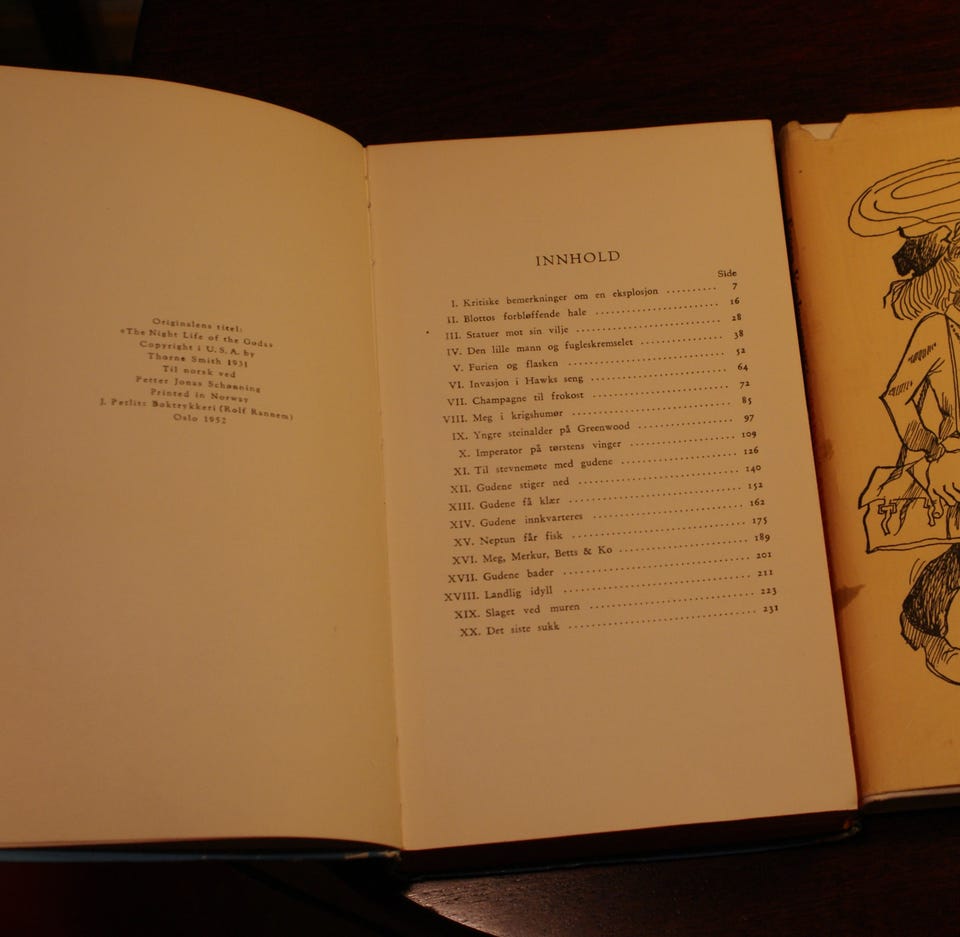 Originalens titel:
«The Night Life of the Gods»
Copyright i U.S.A. by
Thorne Smith 1931
Til norsk ved
Petter Jonas Schønning
Printed in Norway
J. Petlitz Boktrykkeri (Rolf Rannem)
Oslo 1952
INNHOLD
Side
I. Kritiske bemerkninger om en eksplosjon .......... 7
II. Blottos forbløffende hale .................... 16
III. Statuer mot sin vilje ....................... 28
IV. Den lille mann og fugleskremselet ............ 38
V. Furien og flasken ............................. 52
VI. Invasjon i Hawks seng ........................ 64
VII. Champagne til frokost ....................... 72
VIII. Meg i krigshumør ........................... 85
IX. Yngre steinalder på Greenwood ................ 97
X. Imperator på tørstens vinger .................. 109
XI. Til stevnemøte med gudene .................... 126
XII. Gudene stiger ned ........................... 140
XIII. Gudene få klær ............................. 152
XIV. Gudene innkvarteres ......................... 162
XV. Neptun får fisk .............................. 175
XVI. Meg, Merkur, Betts & Ko ..................... 189
XVII. Gudene bader ............................... 201
XVIII. Landlig idyll ............................. 211
XIX. Slaget ved muren ............................ 223
XX. Det siste sukk ............................... 231